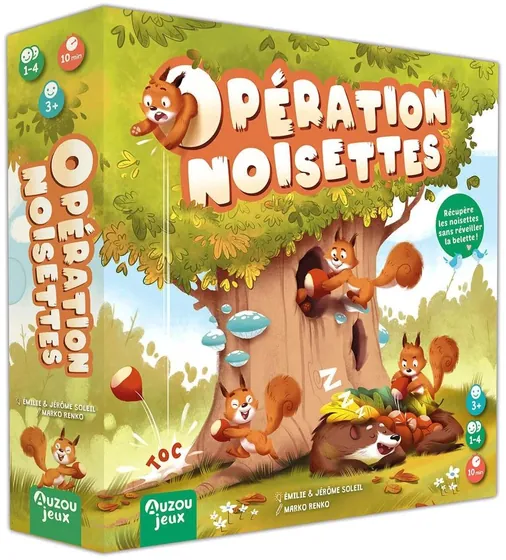 1-4
10 min
3+
OPÉRATION
NOISETTES
ÉMILIE & JÉRÔME SOLEIL
MARKO RENKO
AUZOU
jeux
OPÉRATION
NOISETTES
Récupère
les noisettes
sans réveiller
la belette !
Z
Z
Z
TOC
3+
1-4
10 min
ÉMILIE & JÉRÔME SOLEIL
MARKO RENKO
AUZOU
jeux